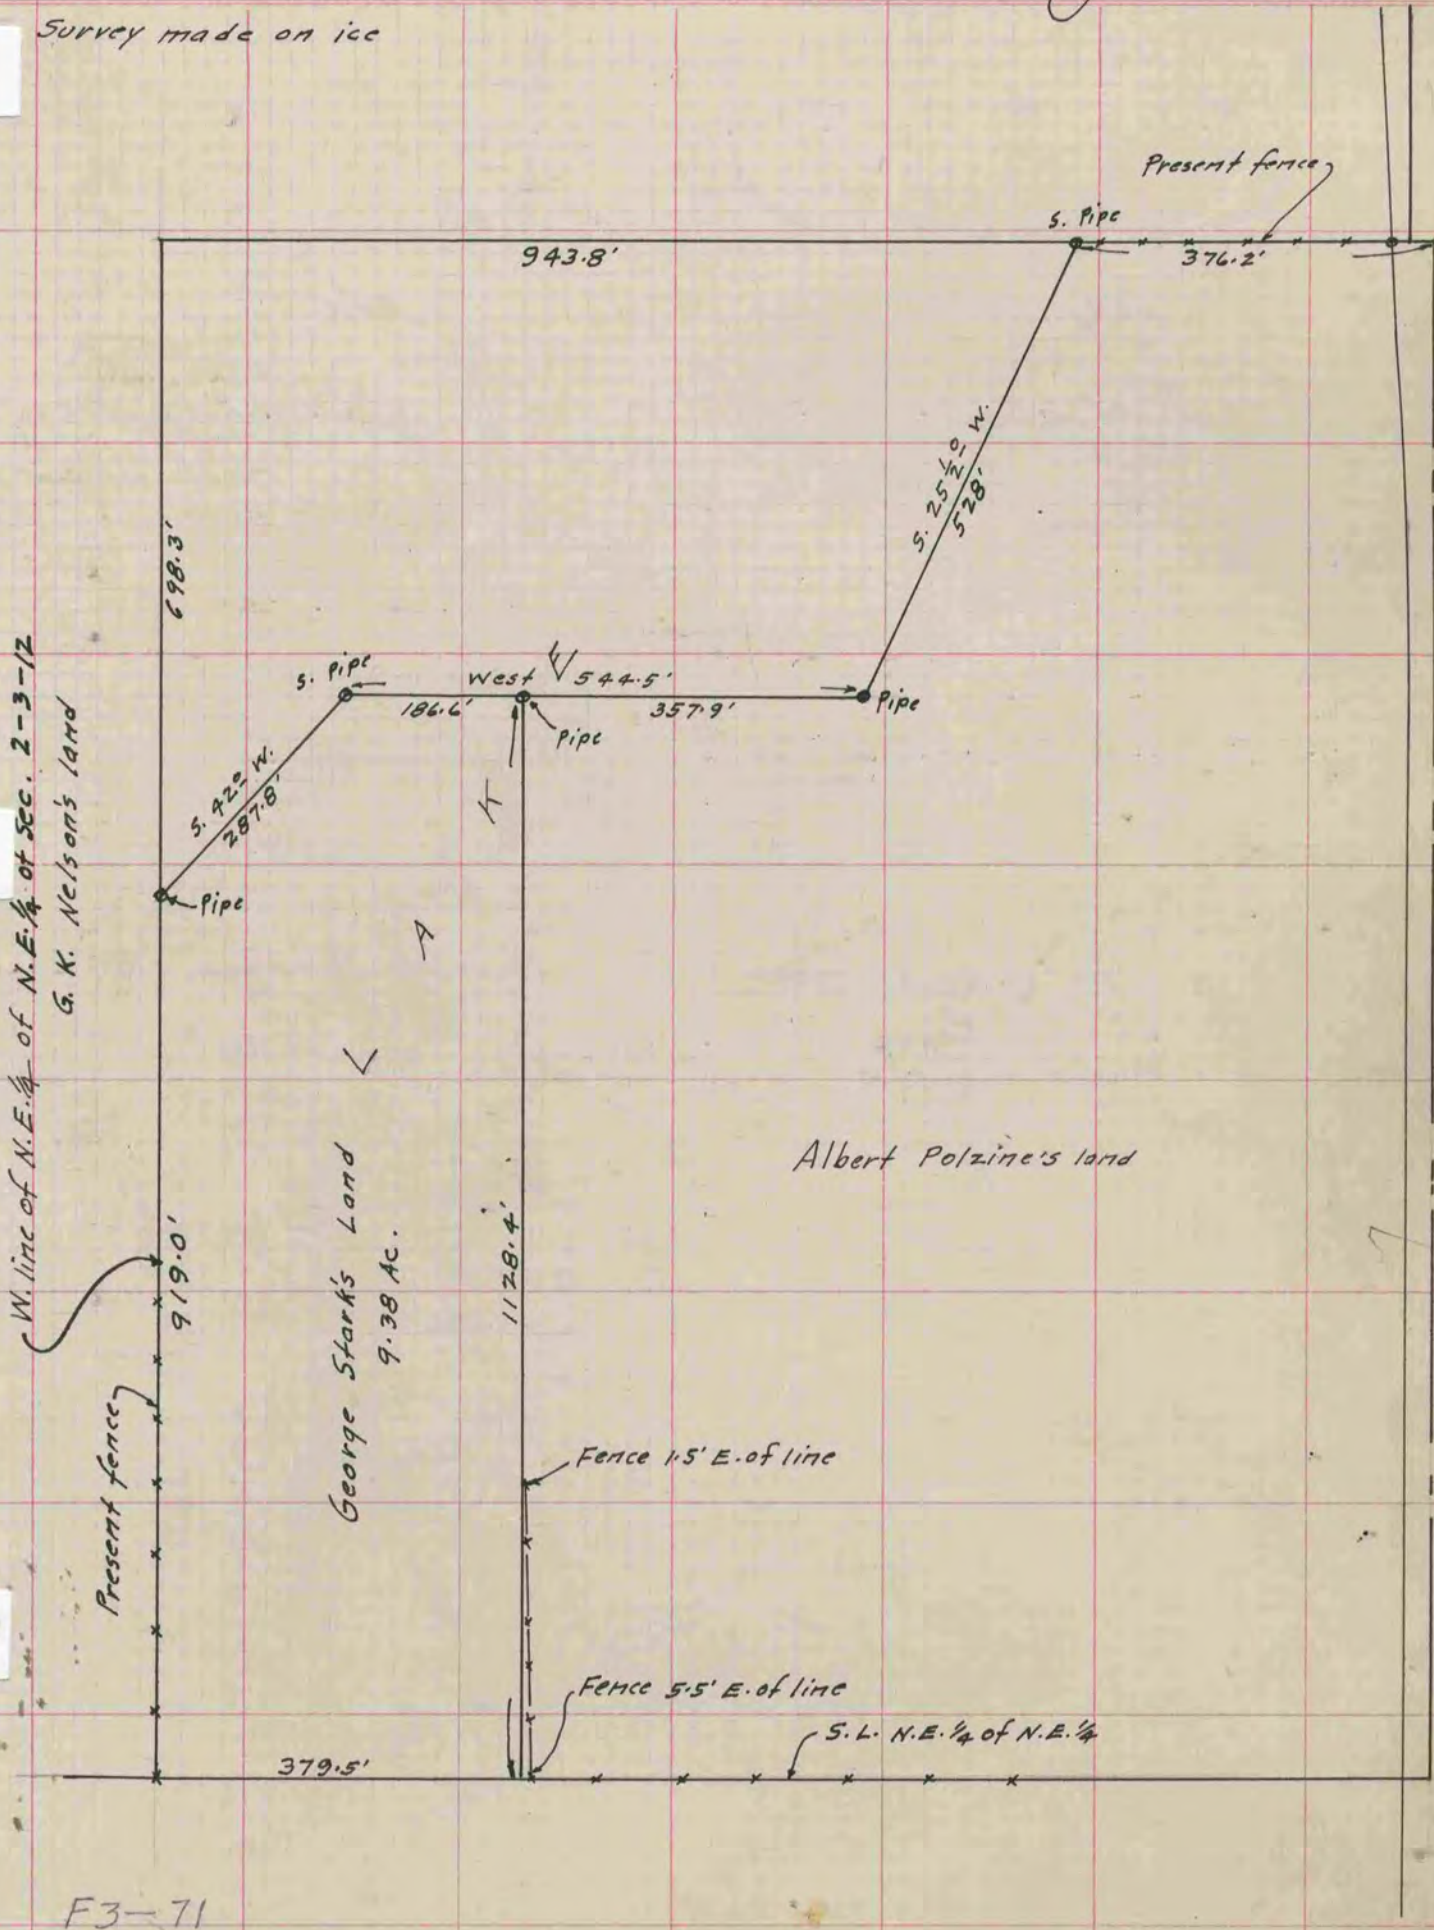 Survey made on ice
Present fence
S. Pipe
943.8'
376.2'
S. 25½° W.
528'
698.3'
S. Pipe
West 544.5'
186.6'
357.9'
Pipe
Pipe
S. 42° W.
287.8'
Pipe
L A K E
W. line of N.E.¼ of N.E.¼ of Sec. 2-3-12
G. K. Nelson's land
Albert Polzine's land
919.0'
George Stark's Land
9.38 Ac.
1128.4'
Present fence
Fence 1.5' E. of line
Fence 5.5' E. of line
S.L. N.E.¼ of N.E.¼
379.5'
F3-71